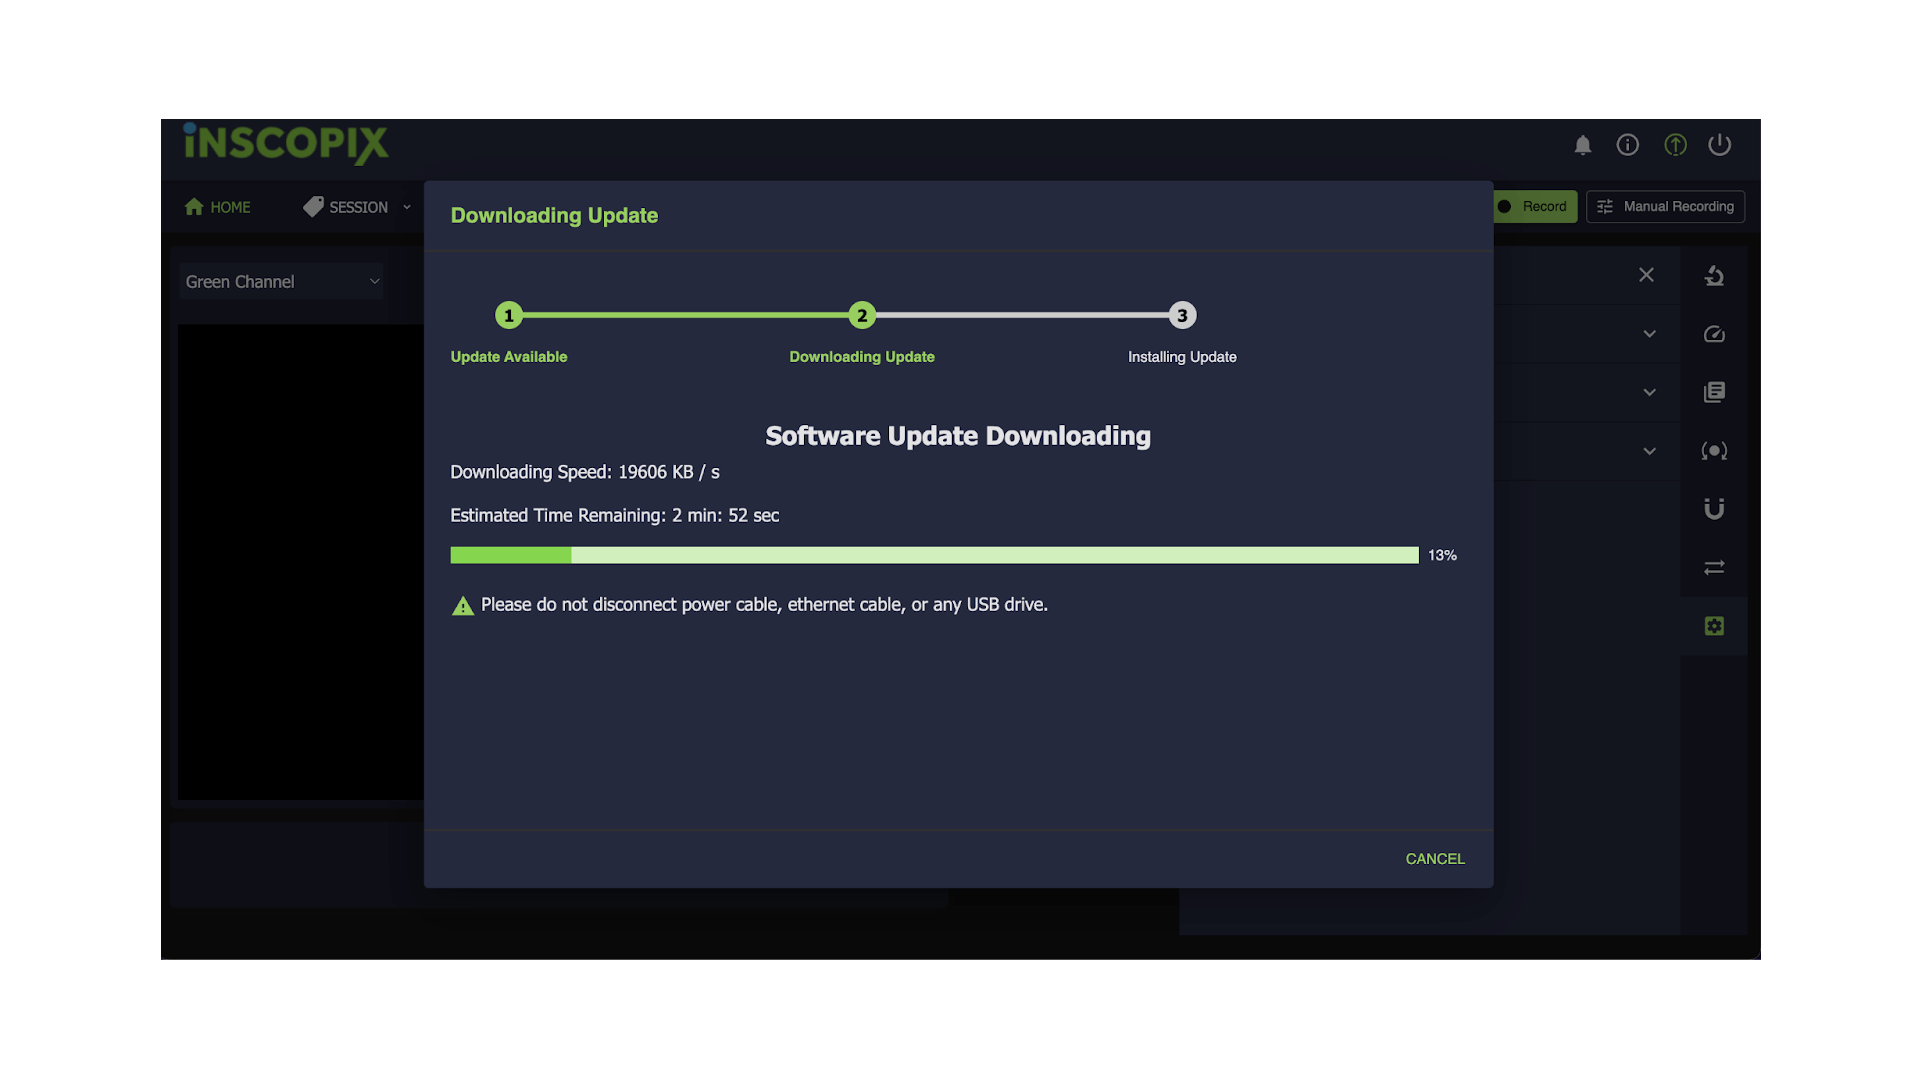 iNSCOPIX
HOME
SESSION
Record
Manual Recording
Downloading Update
Green Channel
1
2
3
Update Available
Downloading Update
Installing Update
Software Update Downloading
Downloading Speed: 19606 KB / s
Estimated Time Remaining: 2 min: 52 sec
13%
Please do not disconnect power cable, ethernet cable, or any USB drive.
CANCEL